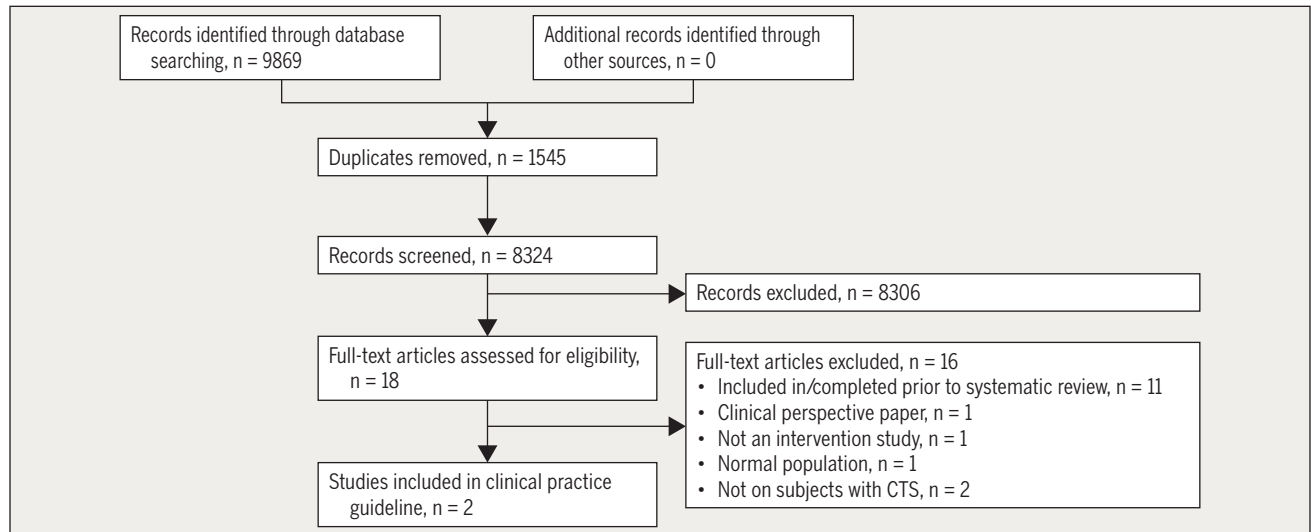 Records identified through database
searching, n = 9869
Additional records identified through
other sources, n = 0
Duplicates removed, n = 1545
Records screened, n = 8324
Records excluded, n = 8306
Full-text articles assessed for eligibility,
n = 18
Full-text articles excluded, n = 16
• Included in/completed prior to systematic review, n = 11
• Clinical perspective paper, n = 1
• Not an intervention study, n = 1
• Normal population, n = 1
• Not on subjects with CTS, n = 2
Studies included in clinical practice
guideline, n = 2